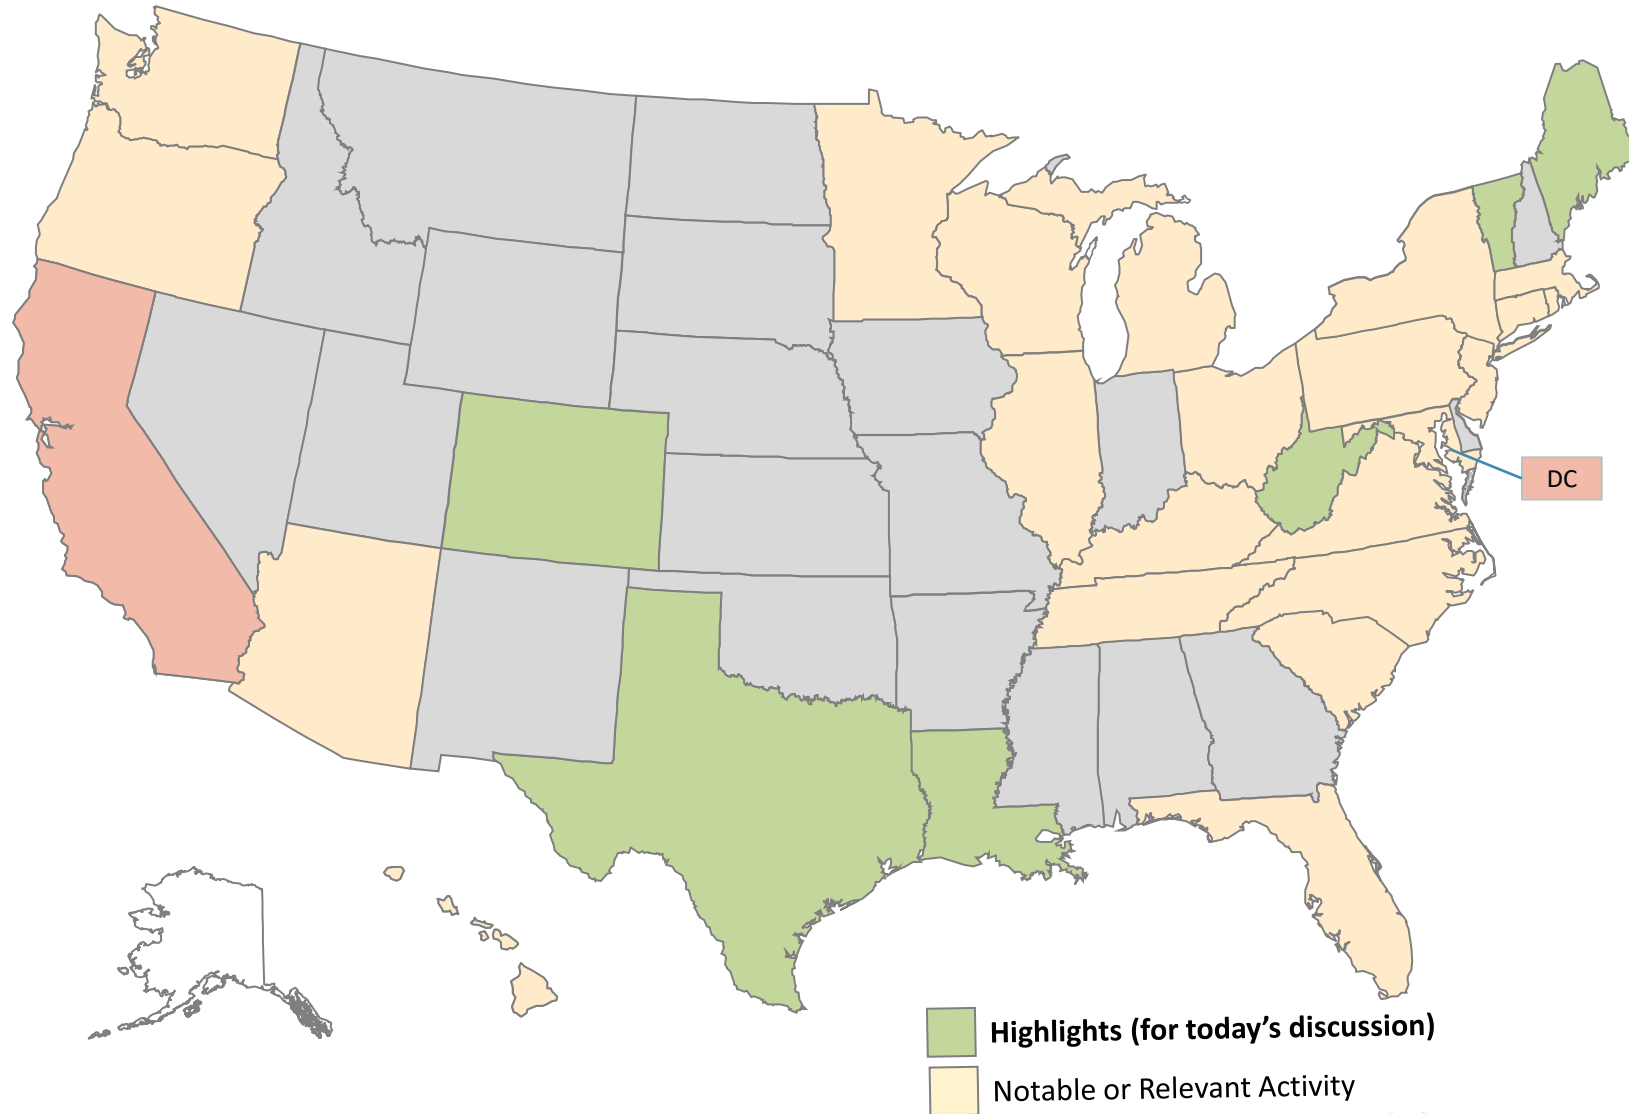 DC
Highlights (for today’s discussion)
Notable or Relevant Activity